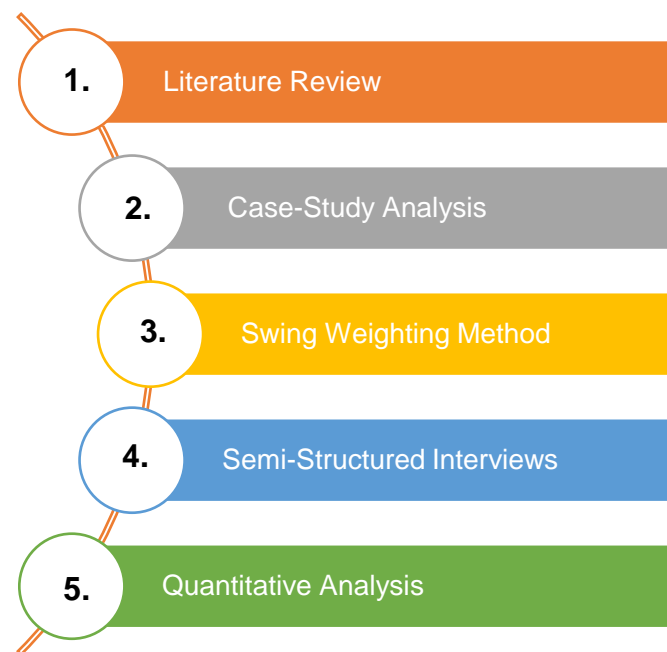 1. Literature Review
2. Case-Study Analysis
3. Swing Weighting Method
4. Semi-Structured Interviews
5. Quantitative Analysis